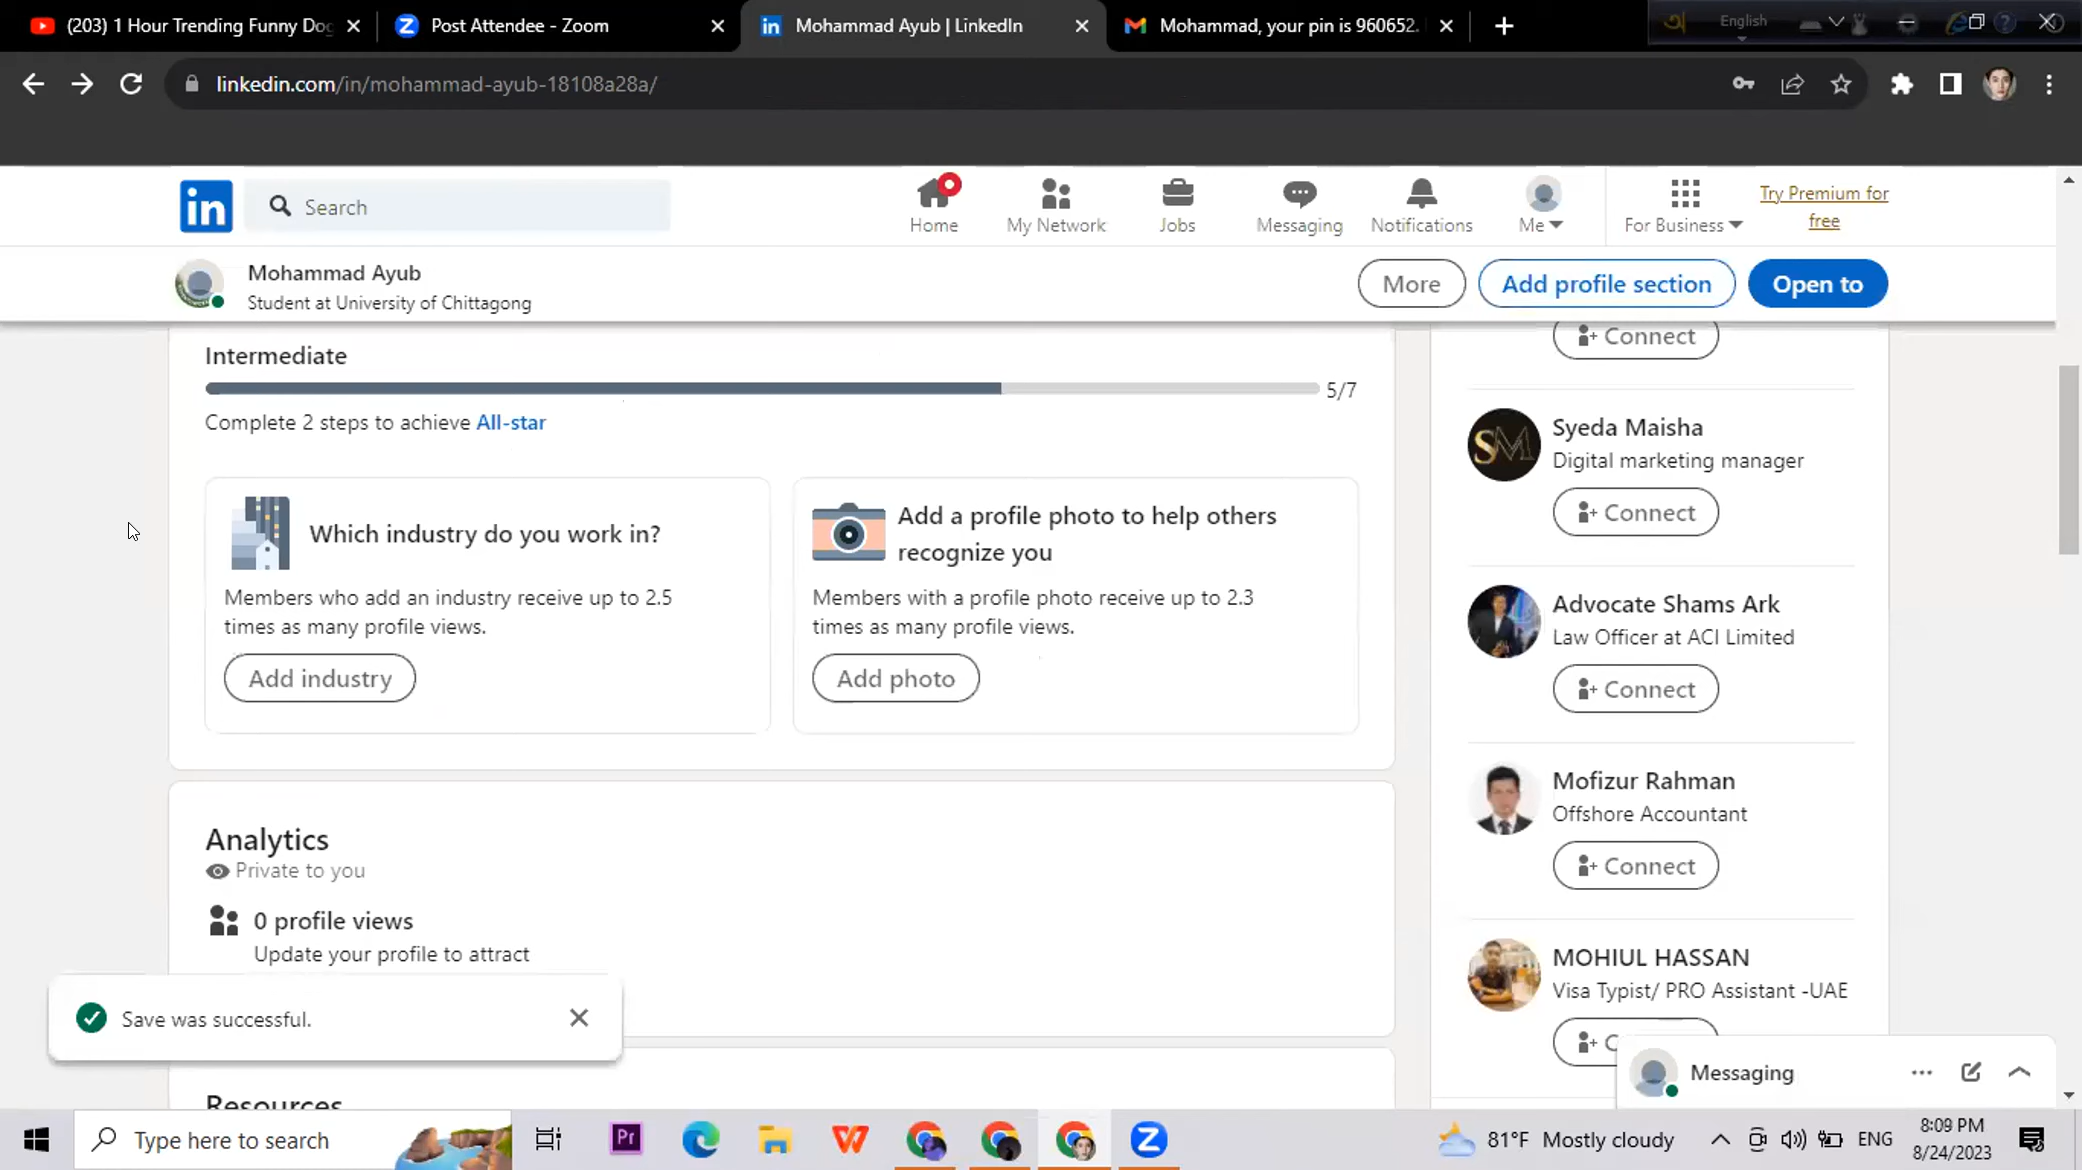 (203) 1 Hour Trending Funny Dog
Post Attendee - Zoom
Mohammad Ayub | LinkedIn
Mohammad, your pin is 960652.
English
linkedin.com/in/mohammad-ayub-18108a28a/
in
Search
Home
My Network
Jobs
Messaging
Notifications
Me
For Business
Try Premium for
free
Mohammad Ayub
Student at University of Chittagong
More
Add profile section
Open to
Intermediate
5/7
Complete 2 steps to achieve All-star
Which industry do you work in?
Members who add an industry receive up to 2.5
times as many profile views.
Add industry
Add a profile photo to help others
recognize you
Members with a profile photo receive up to 2.3
times as many profile views.
Add photo
Analytics
Private to you
0 profile views
Update your profile to attract
Save was successful.
Resources
Connect
SM
Syeda Maisha
Digital marketing manager
Connect
Advocate Shams Ark
Law Officer at ACI Limited
Connect
Mofizur Rahman
Offshore Accountant
Connect
MOHIUL HASSAN
Visa Typist/ PRO Assistant -UAE
Messaging
Type here to search
Pr
81°F Mostly cloudy
ENG
8:09 PM
8/24/2023